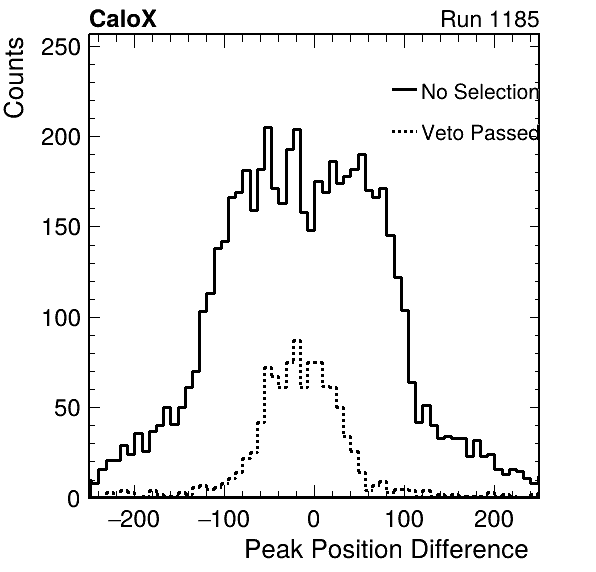 CaloX Run 1185
Counts
250
200
150
100
50
0
No Selection
Veto Passed
−200 −100 0 100 200
Peak Position Difference